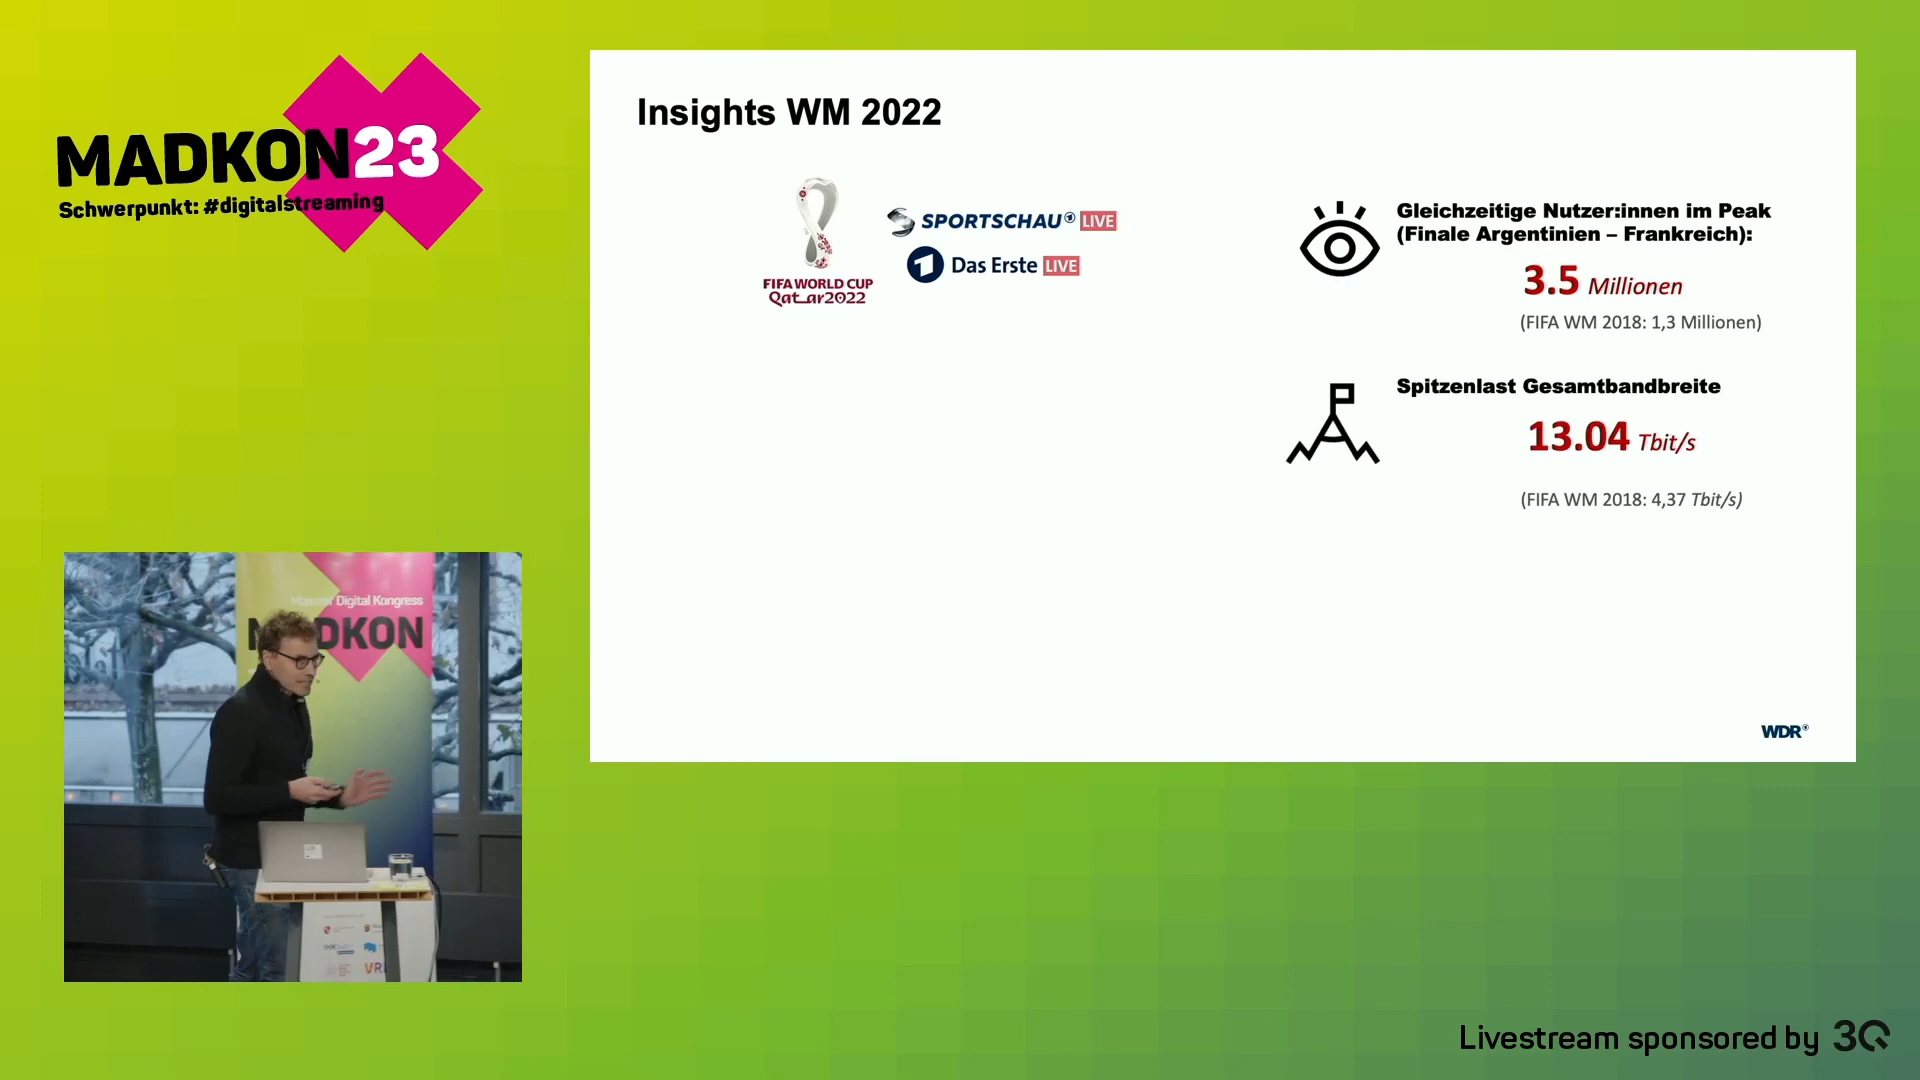 MADKON23
Schwerpunkt: #digitalstreaming
Insights WM 2022
FIFA WORLD CUP
Qatar2022
SPORTSCHAU LIVE
1 Das Erste LIVE
Gleichzeitige Nutzer:innen im Peak
(Finale Argentinien – Frankreich):
3.5 Millionen
(FIFA WM 2018: 1,3 Millionen)
Spitzenlast Gesamtbandbreite
13.04 Tbit/s
(FIFA WM 2018: 4,37 Tbit/s)
WDR
Digital Kongress
DKON
Livestream sponsored by 3Q